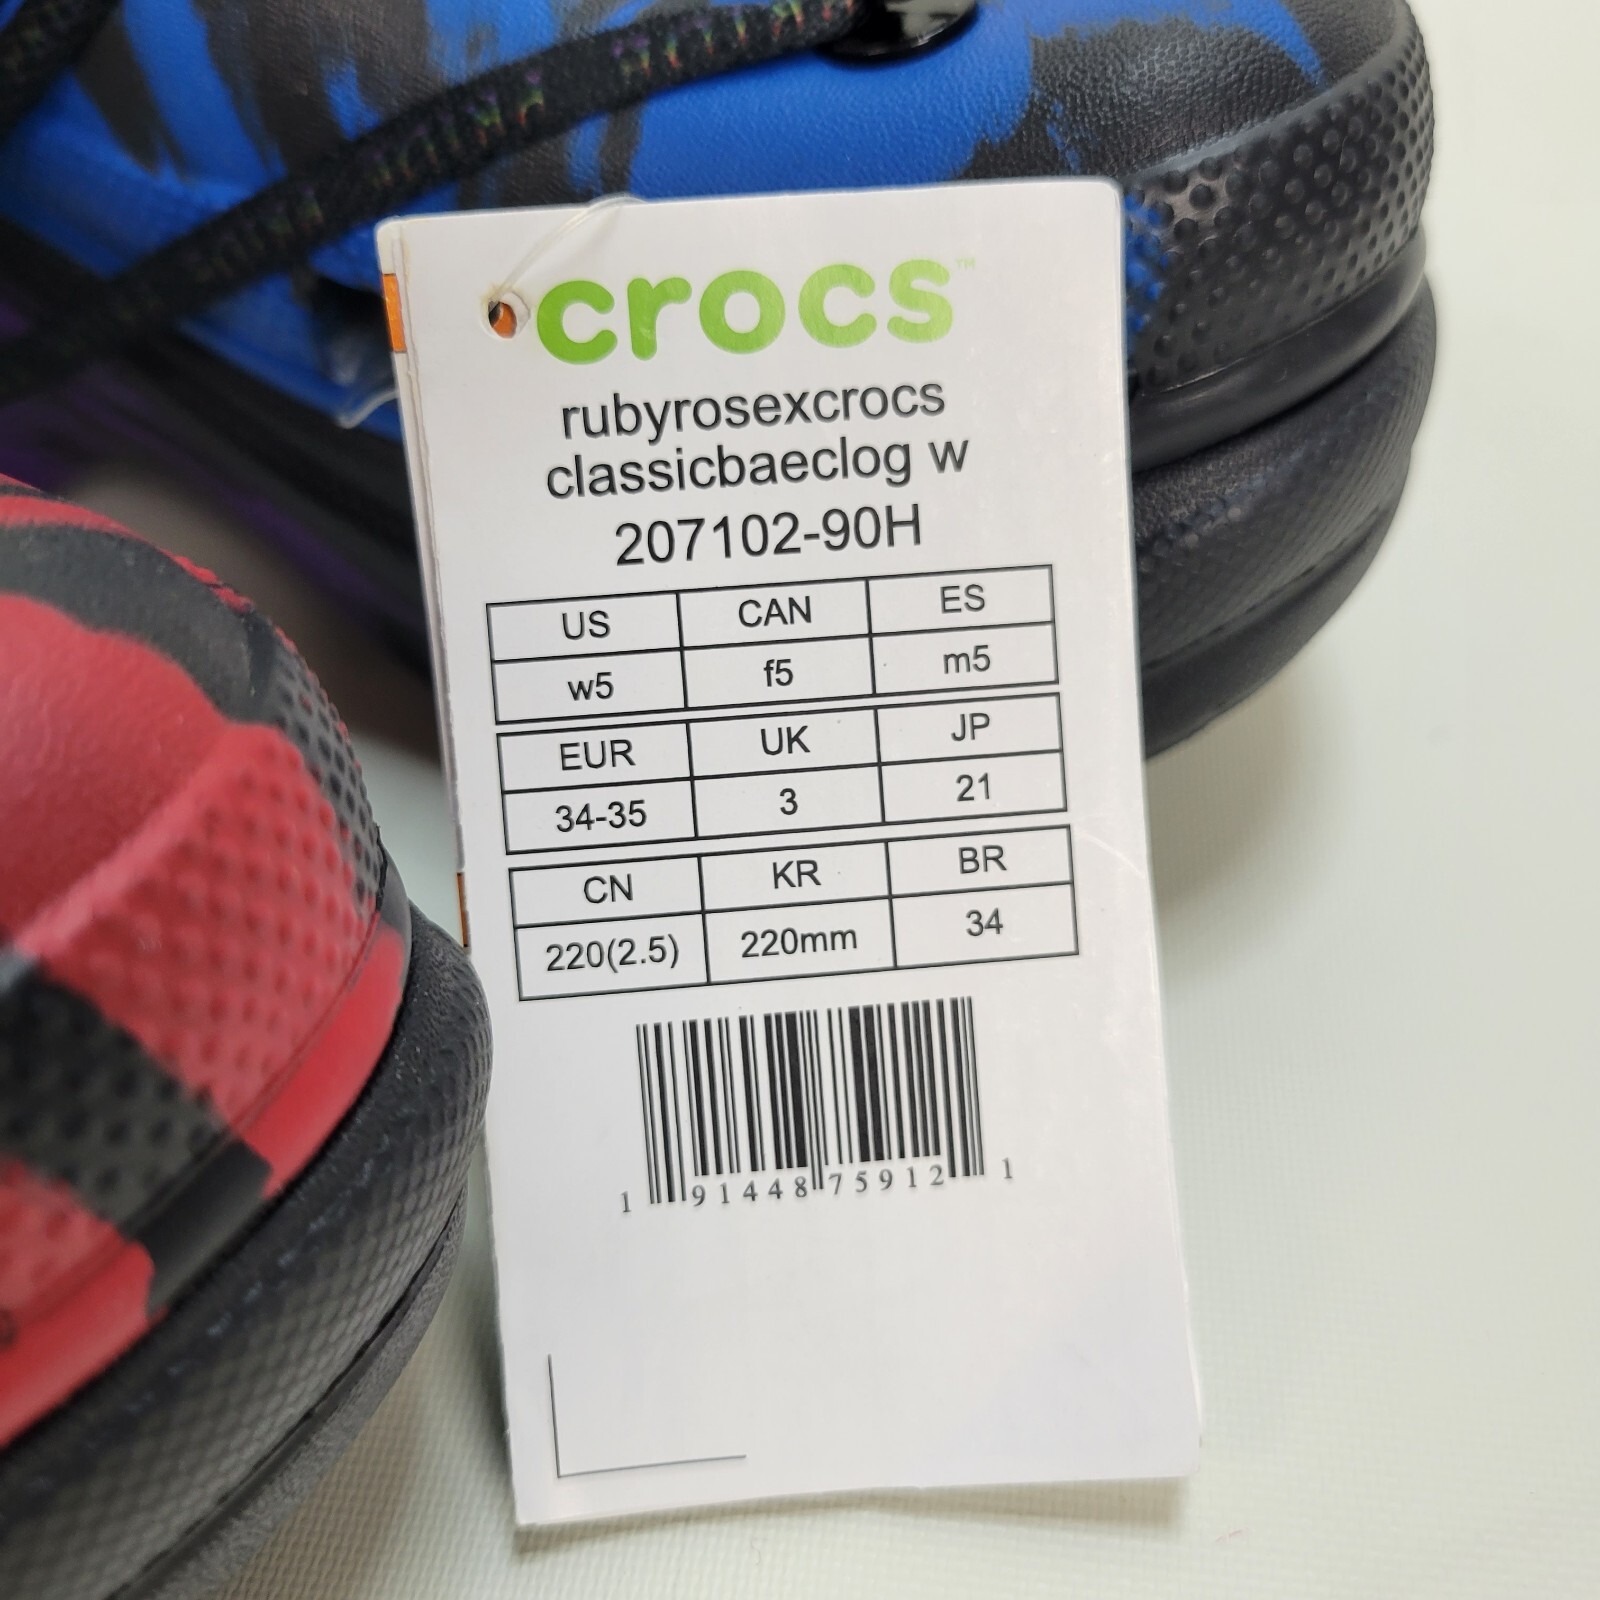 crocs™
rubyrosexcrocs
classicbaeclog w
207102-90H
US CAN ES
w5 f5 m5
EUR UK JP
34-35 3 21
CN KR BR
220(2.5) 220mm 34
1 91448 75912 1